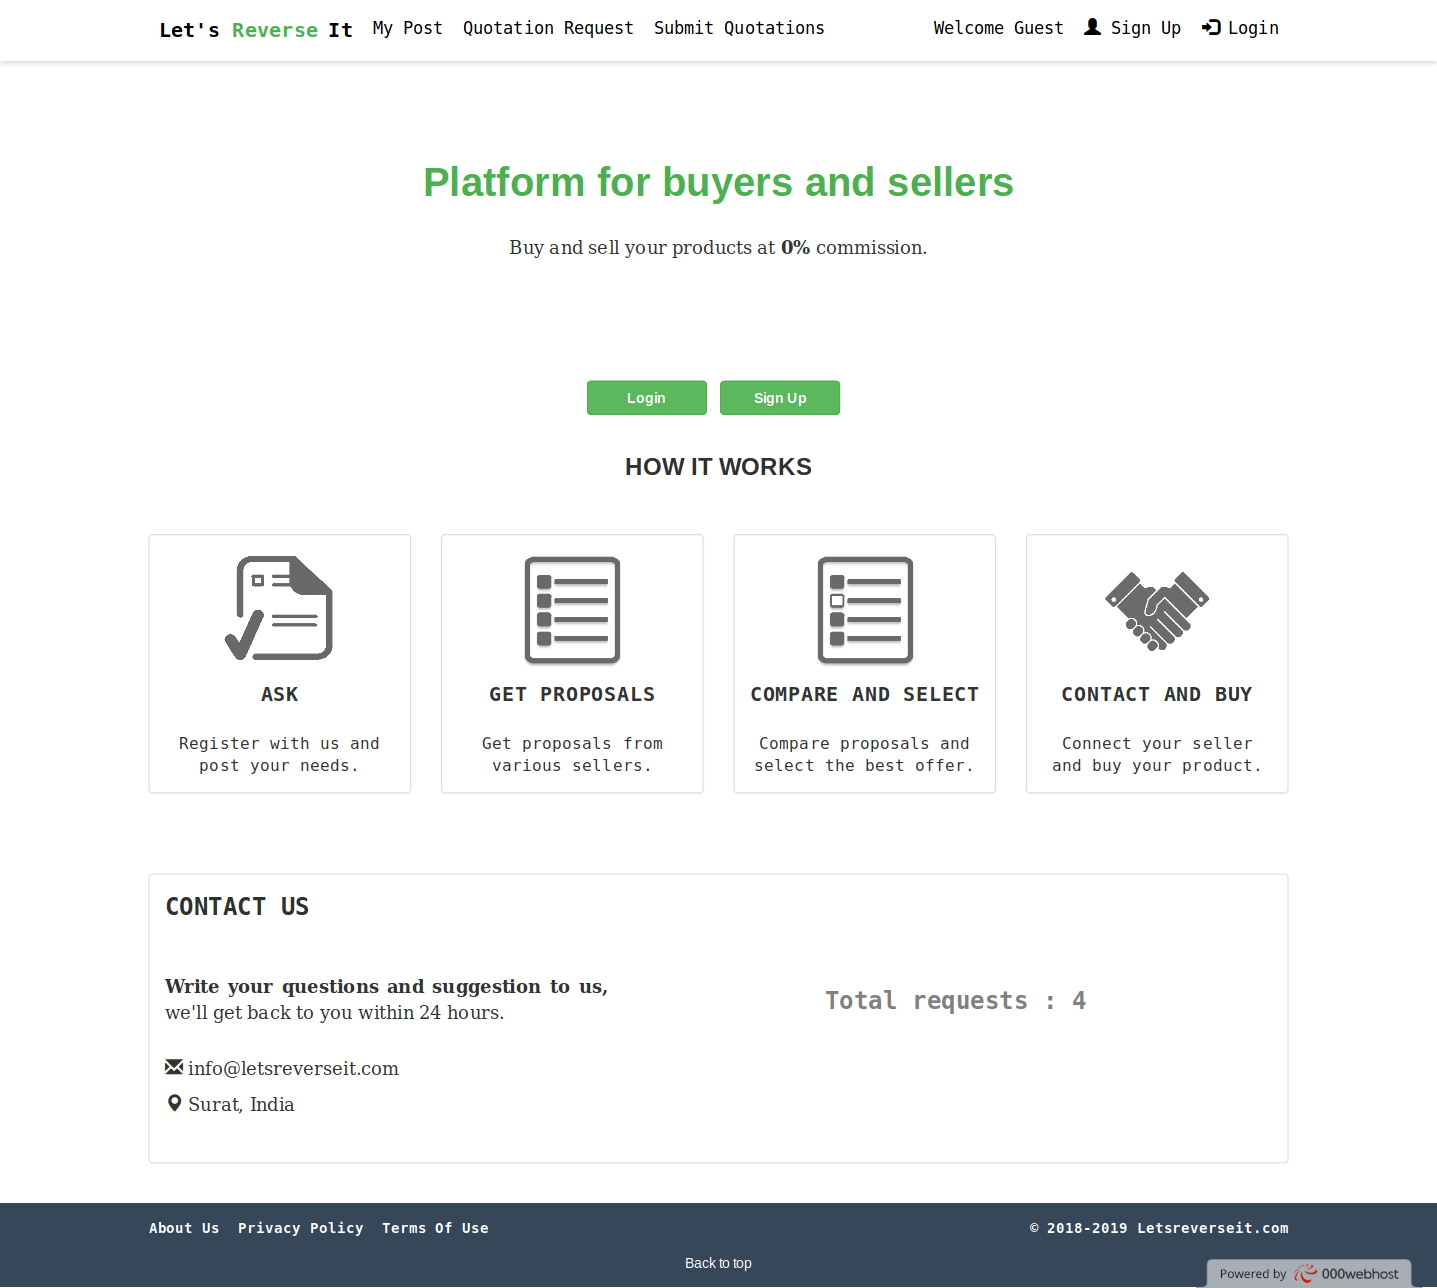 Let's Reverse It My Post Quotation Request Submit Quotations Welcome Guest Sign Up Login
Platform for buyers and sellers
Buy and sell your products at 0% commission.
Login Sign Up
HOW IT WORKS
ASK
Register with us and
post your needs.
GET PROPOSALS
Get proposals from
various sellers.
COMPARE AND SELECT
Compare proposals and
select the best offer.
CONTACT AND BUY
Connect your seller
and buy your product.
CONTACT US
Write your questions and suggestion to us,
we'll get back to you within 24 hours.
info@letsreverseit.com
Surat, India
Total requests : 4
About Us Privacy Policy Terms Of Use © 2018-2019 Letsreverseit.com
Back to top
Powered by 000webhost